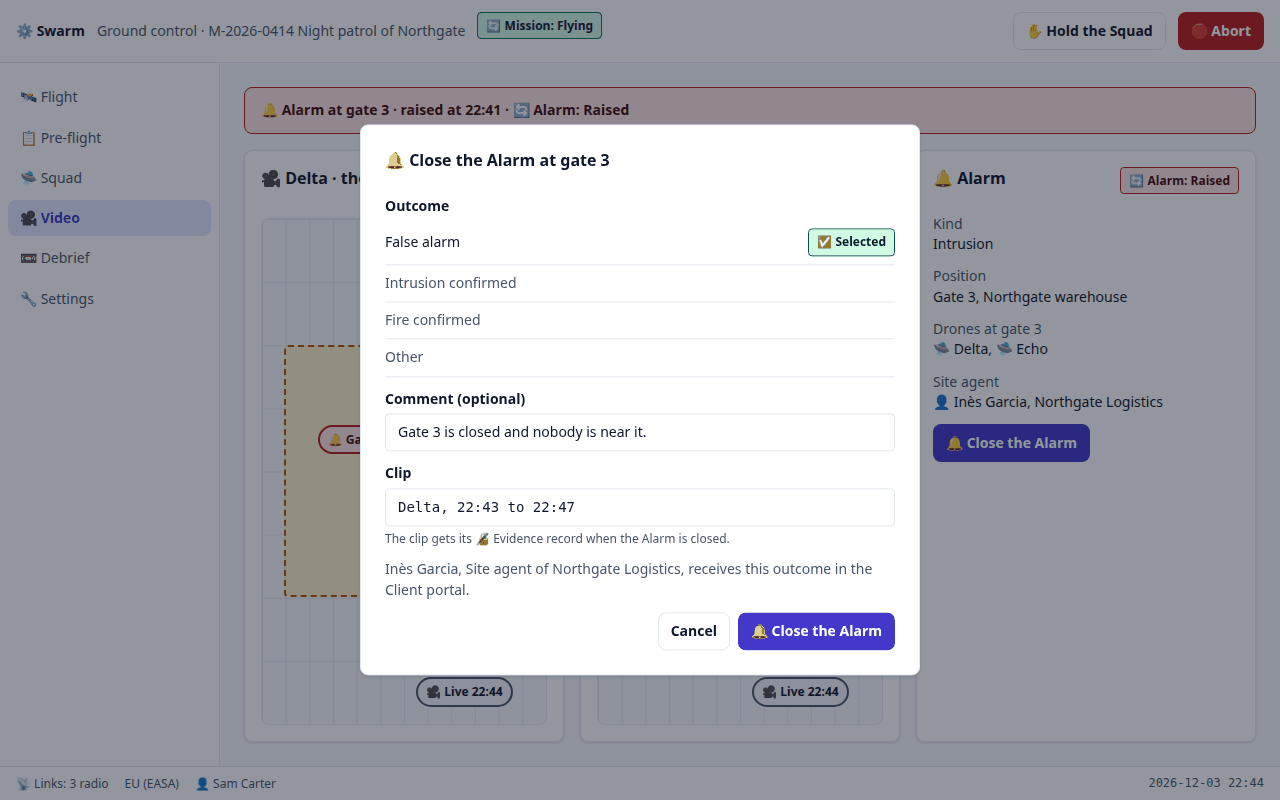 ⚙️ Swarm Ground control · M-2026-0414 Night patrol of Northgate 🔄 Mission: Flying ✋ Hold the Squad 🛑 Abort
🛰️ Flight
📋 Pre-flight
🛸 Squad
🎥 Video
📼 Debrief
🔧 Settings
🔔 Alarm at gate 3 · raised at 22:41 · 🔄 Alarm: Raised
🎥 Delta ·
🔔 Close the Alarm at gate 3
Outcome
False alarm ✅ Selected
Intrusion confirmed
Fire confirmed
Other
Comment (optional)
Gate 3 is closed and nobody is near it.
Clip
Delta, 22:43 to 22:47
The clip gets its 🔏 Evidence record when the Alarm is closed.
Inès Garcia, Site agent of Northgate Logistics, receives this outcome in the
Client portal.
Cancel 🔔 Close the Alarm
🎥 Live 22:44
🎥 Live 22:44
🔔 Alarm 🔄 Alarm: Raised
Kind
Intrusion
Position
Gate 3, Northgate warehouse
Drones at gate 3
🛸 Delta, 🛸 Echo
Site agent
👤 Inès Garcia, Northgate Logistics
🔔 Close the Alarm
📡 Links: 3 radio EU (EASA) 👤 Sam Carter 2026-12-03 22:44